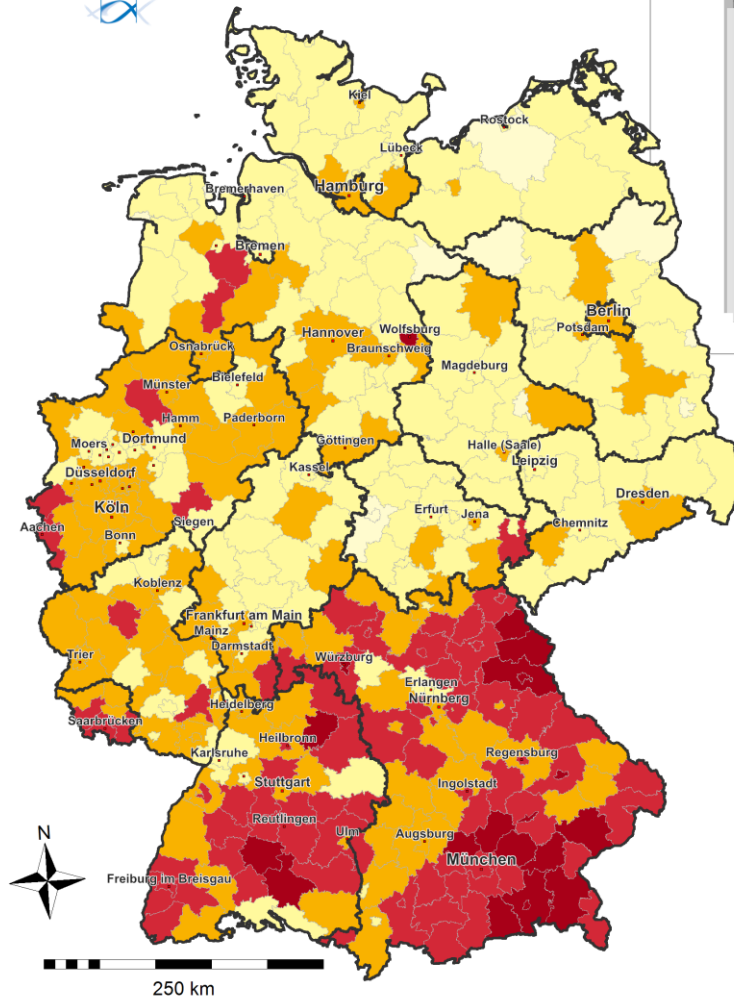 Kiel
Rostock
Lübeck
Hamburg
Bremerhaven
Bremen
Berlin
Potsdam
Wolfsburg
Hannover
Braunschweig
Osnabrück
Magdeburg
Bielefeld
Münster
Hamm
Paderborn
Göttingen
Moers
Dortmund
Halle (Saale)
Leipzig
Düsseldorf
Kassel
Dresden
Köln
Erfurt
Jena
Chemnitz
Aachen
Siegen
Bonn
Koblenz
Frankfurt am Main
Mainz
Darmstadt
Trier
Würzburg
Erlangen
Nürnberg
Heidelberg
Saarbrücken
Heilbronn
Karlsruhe
Regensburg
Stuttgart
Ingolstadt
Reutlingen
Ulm
Augsburg
N
München
Freiburg im Breisgau
250 km